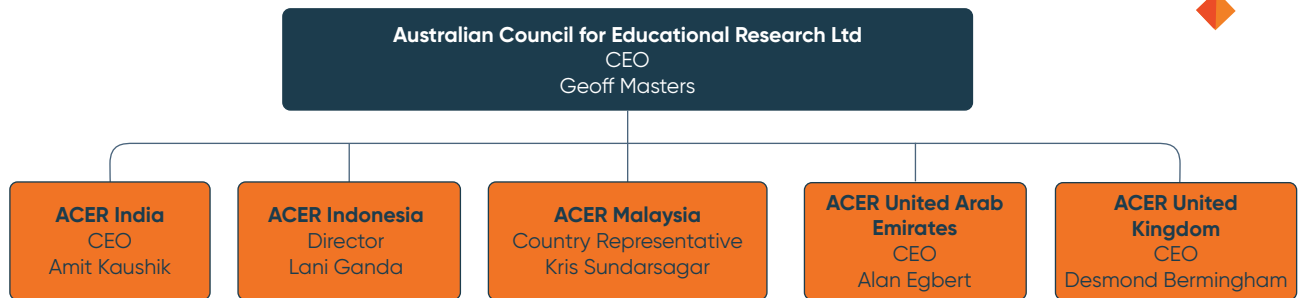 Australian Council for Educational Research Ltd
CEO
Geoff Masters
ACER India
CEO
Amit Kaushik
ACER Indonesia
Director
Lani Ganda
ACER Malaysia
Country Representative
Kris Sundarsagar
ACER United Arab
Emirates
CEO
Alan Egbert
ACER United
Kingdom
CEO
Desmond Bermingham